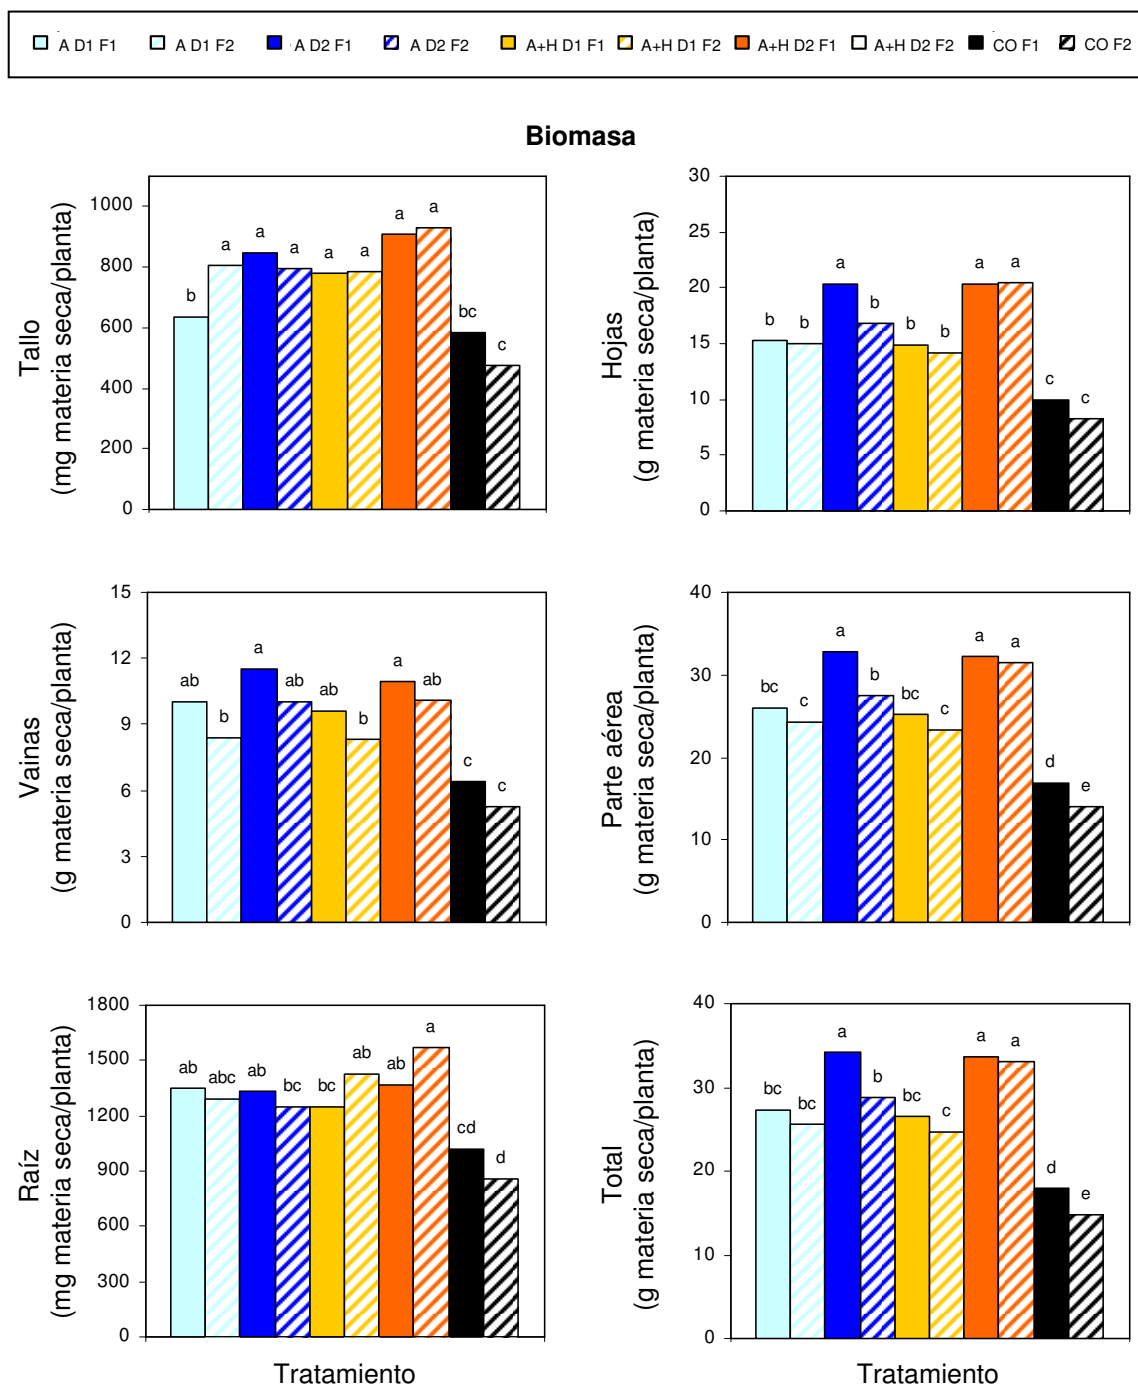 A D1 F1 A D1 F2 A D2 F1 A D2 F2 A+H D1 F1 A+H D1 F2 A+H D2 F1 A+H D2 F2 CO F1 CO F2
Biomasa
Tallo
(mg materia seca/planta)
1000
800
600
400
200
0
b a a a a a a a bc c
Hojas
(g materia seca/planta)
30
25
20
15
10
5
0
b b a b b b a a c c
Vainas
(g materia seca/planta)
15
12
9
6
3
0
ab b a ab ab b a ab c c
Parte aérea
(g materia seca/planta)
40
30
20
10
0
bc c a b bc c a a d e
Raíz
(mg materia seca/planta)
1800
1500
1200
900
600
300
0
ab abc ab bc bc ab ab a cd d
Tratamiento
Total
(g materia seca/planta)
40
30
20
10
0
bc bc a b bc c a a d e
Tratamiento